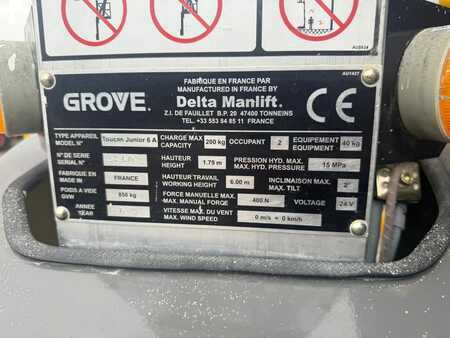 AU1427
FABRIQUE EN FRANCE PAR
MANUFACTURED IN FRANCE BY
GROVE.
Delta Manlift.
CE
Z.I. DE FAUILLET B.P. 20 47400 TONNEINS
TEL. +33 553 84 85 11 FRANCE
TYPE APPAREIL
MODEL N° Toucan Junior 6 A
CHARGE MAX
CAPACITY 200 kg
OCCUPANT 2
EQUIPEMENT
EQUIPMENT 40 kg
N° DE SERIE
SERIAL N°
HAUTEUR
HEIGHT 1.79 m
PRESSION HYD. MAX.
MAX. HYD. PRESSURE 15 MPa
FABRIQUE EN
MADE IN FRANCE
HAUTEUR TRAVAIL
WORKING HEIGHT 6.00 m
INCLINAISON MAX.
MAX. TILT 2°
POIDS A VIDE
GVW 850 kg
FORCE MANUELLE MAX.
MAX. MANUAL FORQE 400 N
VOLTAGE 24 V
ANNEE
YEAR
VITESSE MAX. DU VENT
MAX. WIND SPEED 0 m/s = 0 km/h